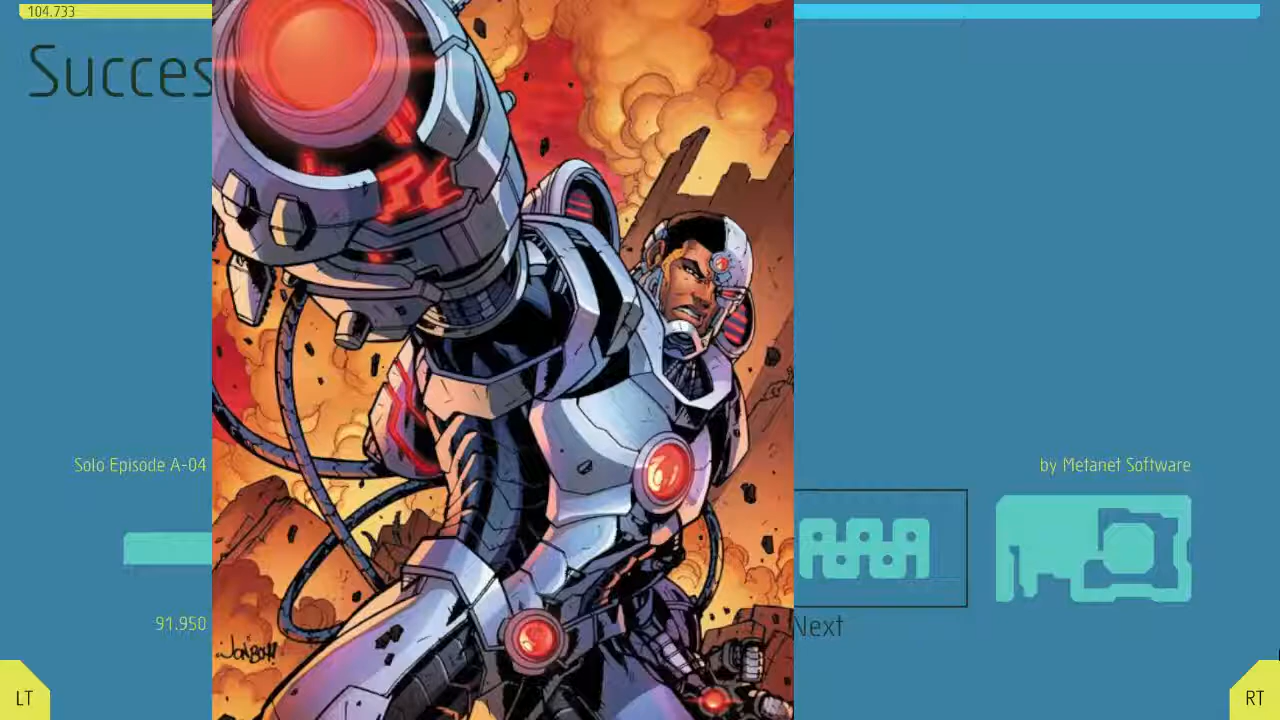 104.733
Succes
Solo Episode A-04
by Metanet Software
91.950
Next
LT
RT